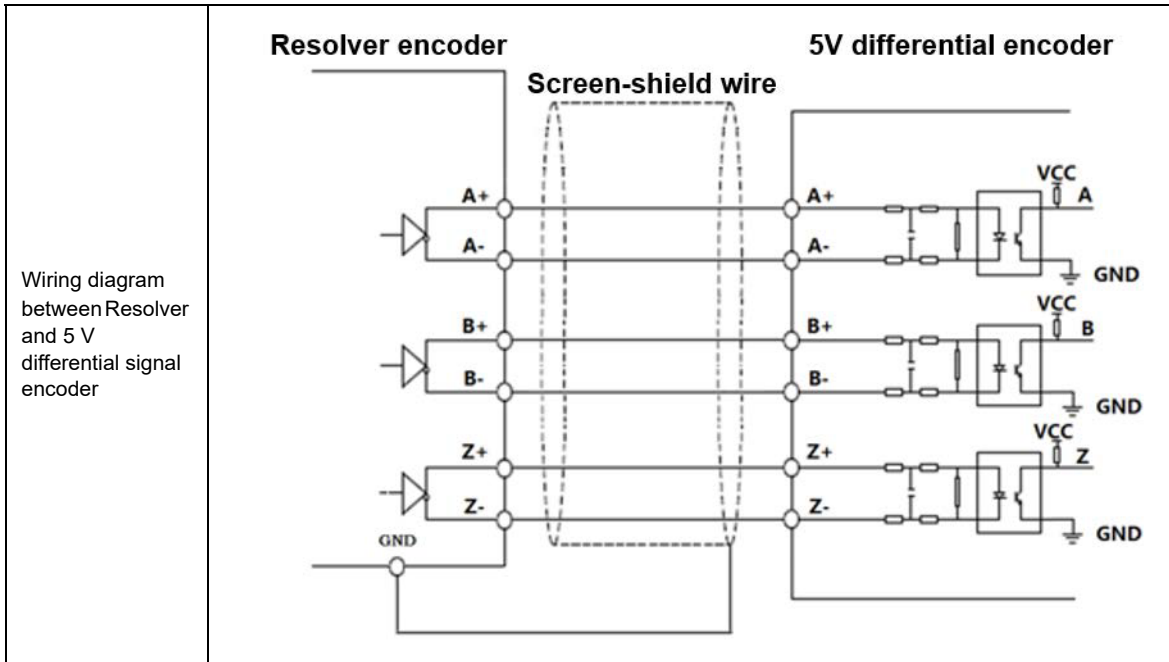 Wiring diagram
between Resolver
and 5 V
differential signal
encoder
Resolver encoder
5V differential encoder
Screen-shield wire
A+
A-
B+
B-
Z+
Z-
GND
A+
A-
B+
B-
Z+
Z-
VCC
A
GND
VCC
B
GND
VCC
Z
GND